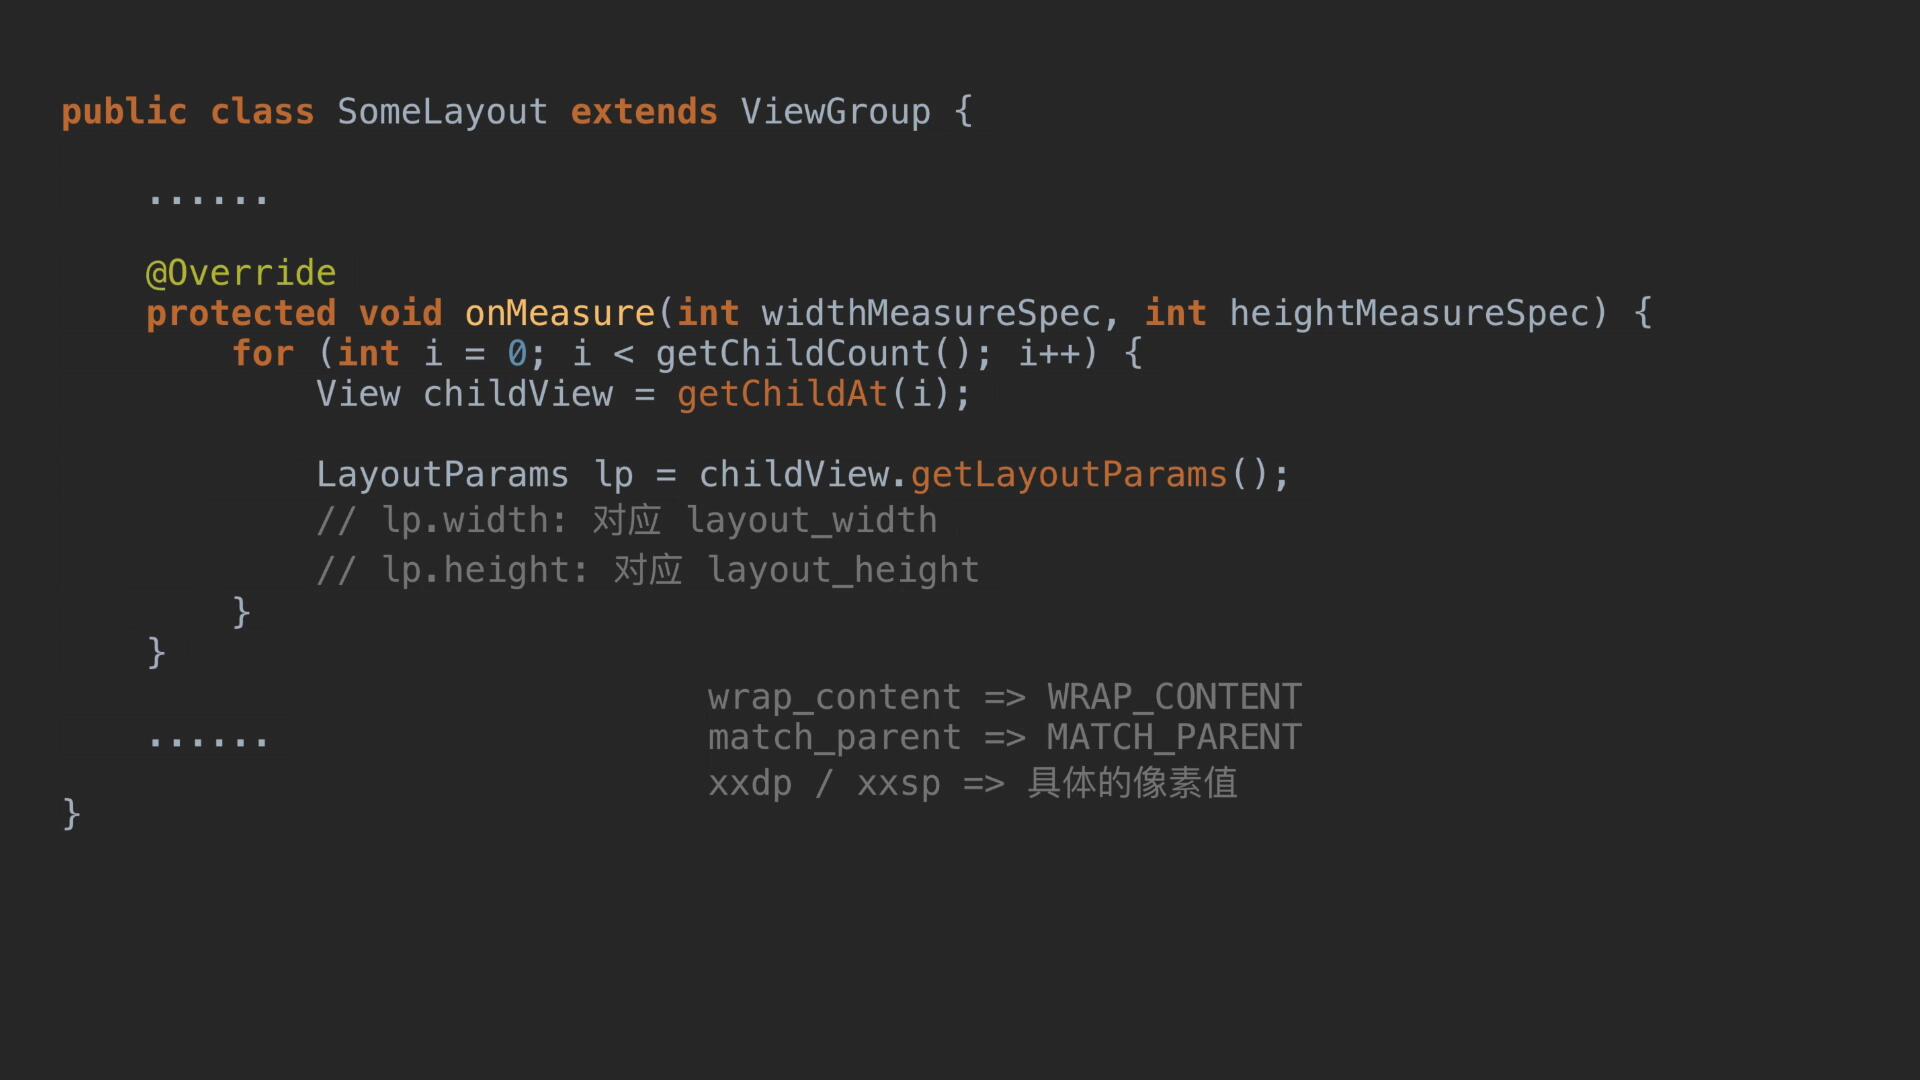 public class SomeLayout extends ViewGroup {
......
@Override
protected void onMeasure(int widthMeasureSpec, int heightMeasureSpec) {
for (int i = 0; i < getChildCount(); i++) {
View childView = getChildAt(i);
LayoutParams lp = childView.getLayoutParams();
// lp.width: 对应 layout_width
// lp.height: 对应 layout_height
}
}
wrap_content => WRAP_CONTENT
match_parent => MATCH_PARENT
......
xxdp / xxsp => 具体的像素值
}